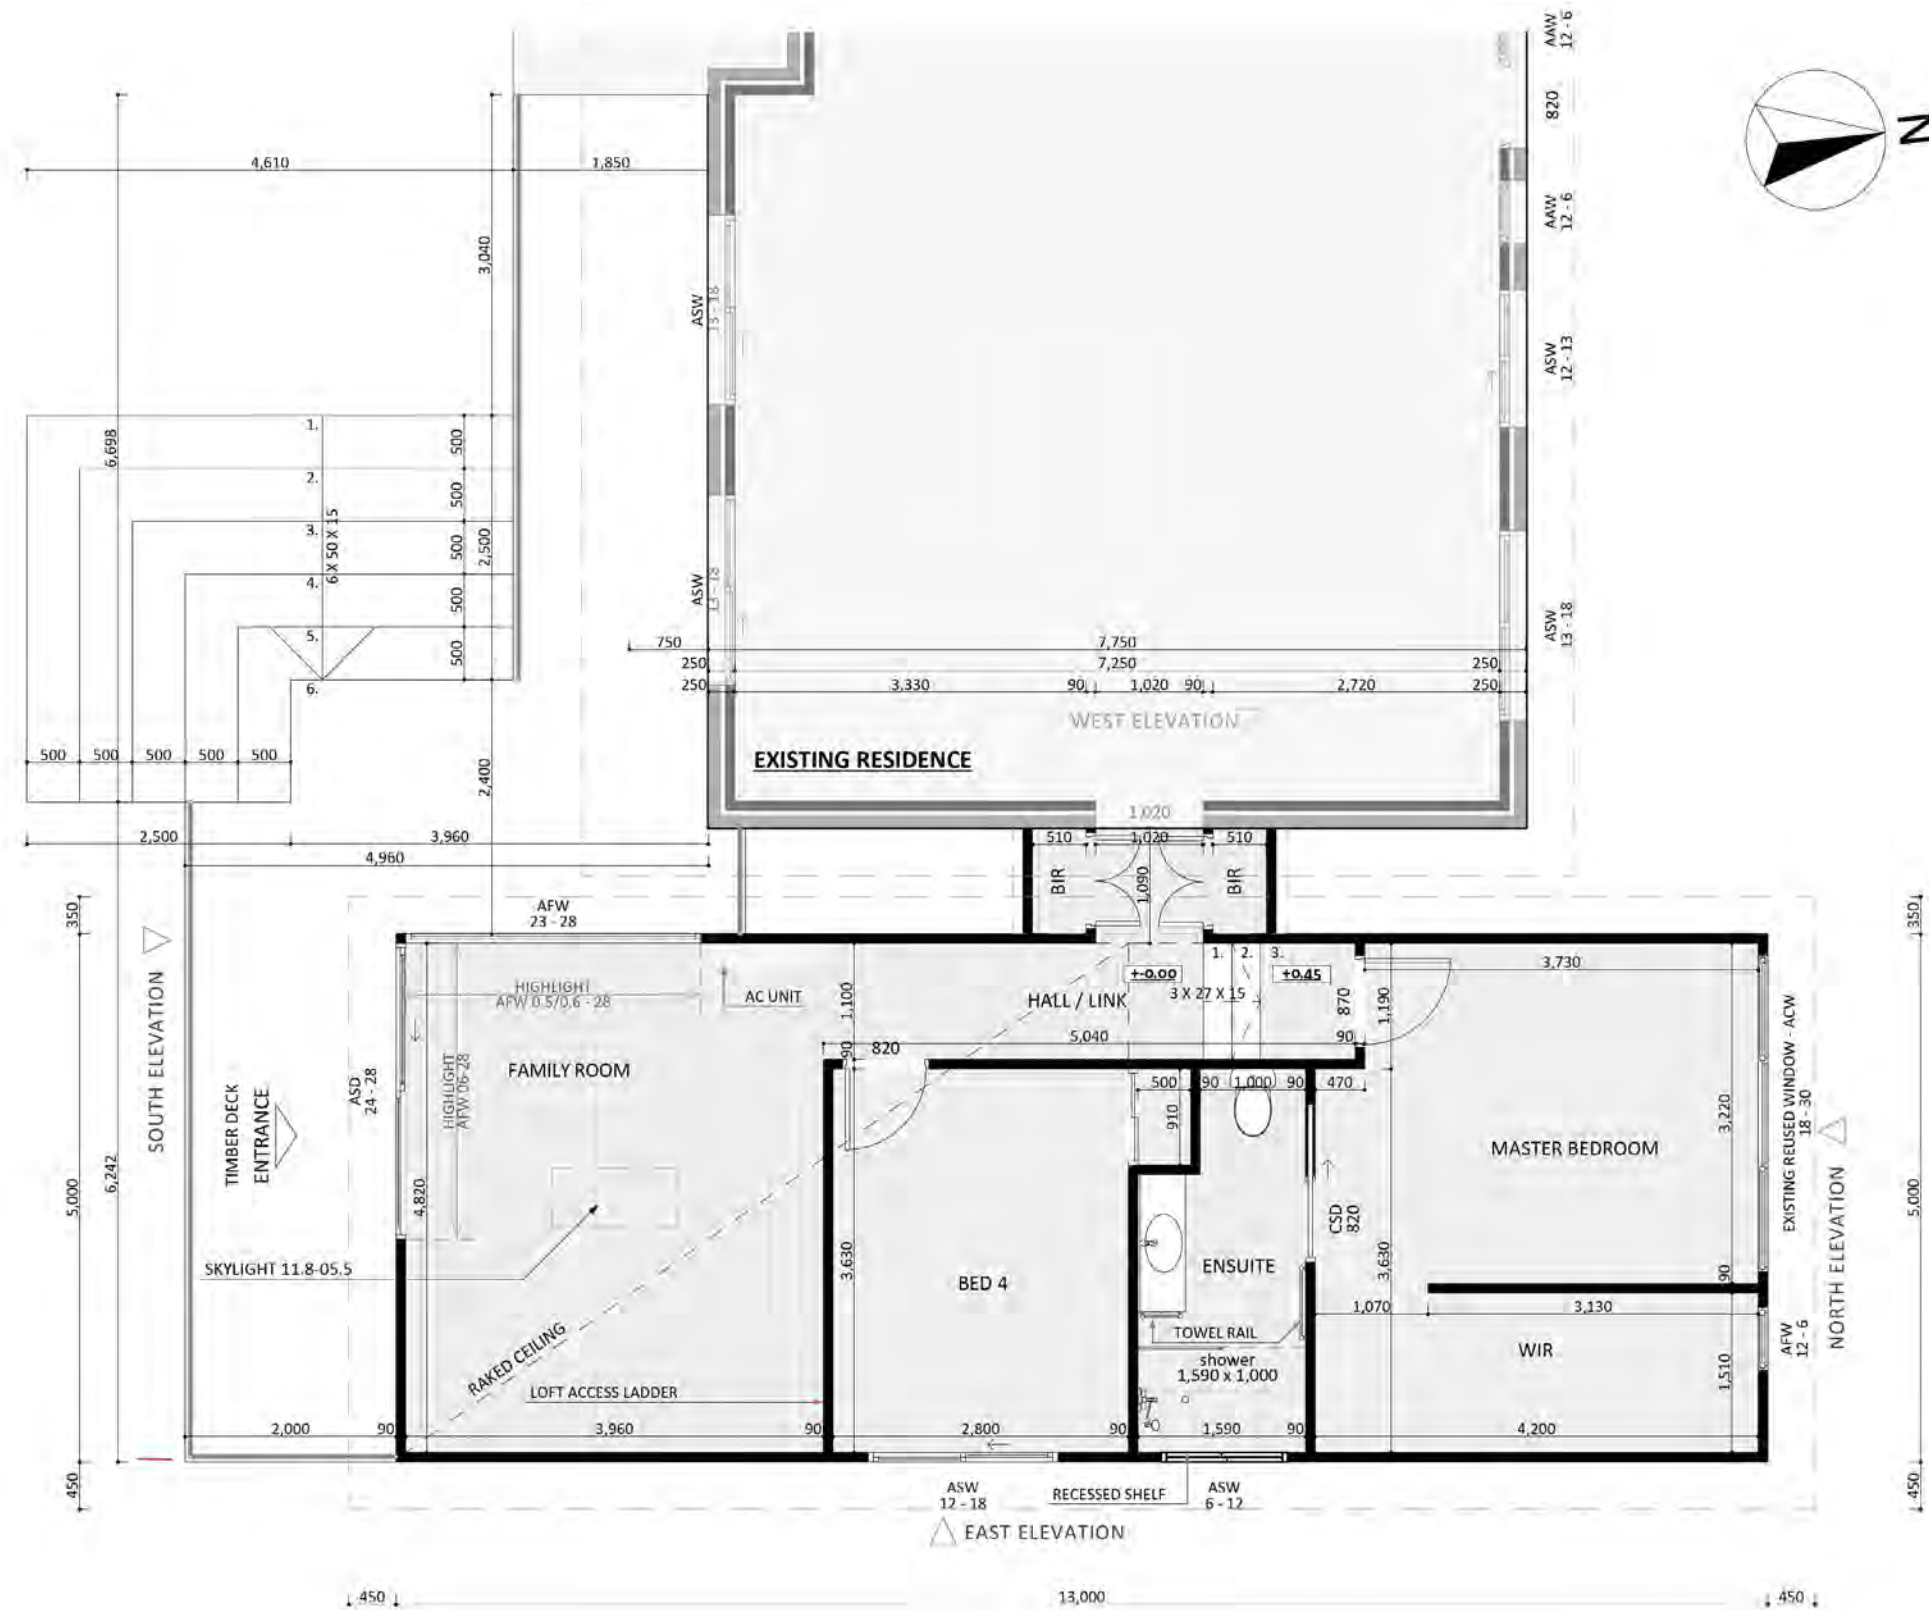 AAW
12 - 6
820
N
4,610
1,850
AAW
12 - 6
3,040
ASW
13 - 18
ASW
12 - 13
6,698
1.
500
2.
500
3.
6 X 50 X 15
500
2,500
4.
500
ASW
13 - 18
5.
500
ASW
13 - 18
6.
750
7,750
250
7,250
250
250
3,330
90
1,020
90
2,720
250
WEST ELEVATION
500
500
500
500
500
EXISTING RESIDENCE
2,400
1,020
2,500
3,960
510
1,020
510
4,960
BIR
1,090
BIR
350
AFW
23 - 28
350
SOUTH ELEVATION
HIGHLIGHT
AFW 0.5/0.6 - 28
AC UNIT
1,100
HALL / LINK
+-0.00
1.
2.
3.
+0.45
3 X 27 X 15
870
1,190
3,730
5,040
90
90
820
FAMILY ROOM
HIGHLIGHT
AFW 06-28
ASD
24 - 28
TIMBER DECK
ENTRANCE
500
90
1,000
90
470
910
3,220
MASTER BEDROOM
EXISTING REUSED WINDOW - ACW
18 - 30
5,000
6,242
4,820
5,000
CSD
820
NORTH ELEVATION
SKYLIGHT 11.8-05.5
3,630
BED 4
ENSUITE
3,630
90
1,070
3,130
RAKED CEILING
TOWEL RAIL
WIR
AFW
12 - 6
shower
1,590 x 1,000
1,510
LOFT ACCESS LADDER
2,000
90
3,960
90
2,800
90
1,590
90
4,200
450
ASW
12 - 18
RECESSED SHELF
ASW
6 - 12
450
EAST ELEVATION
450
13,000
450